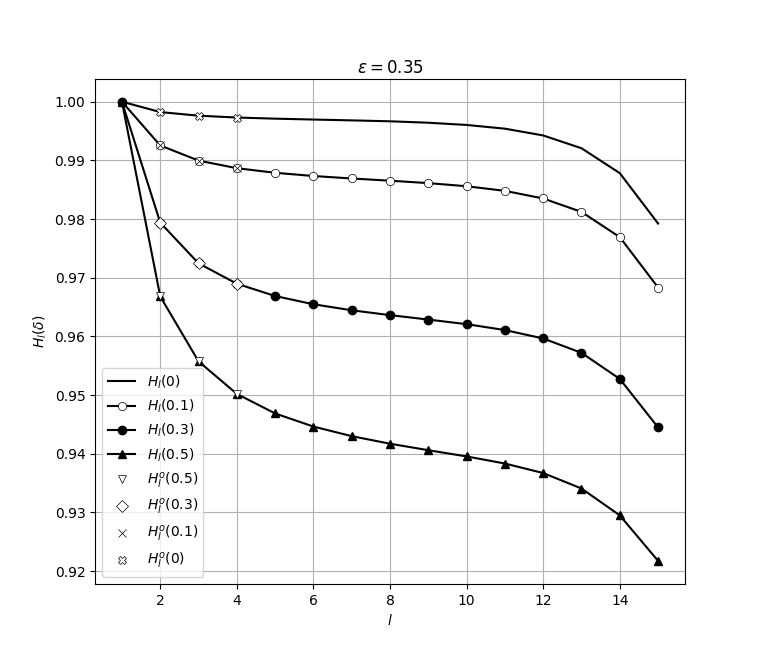 ε = 0.35
1.00
0.99
0.98
0.97
0.96
0.95
0.94
0.93
0.92
H_l(δ)
H_l(0)
H_l(0.1)
H_l(0.3)
H_l(0.5)
H_l^o(0.5)
H_l^o(0.3)
H_l^o(0.1)
H_l^o(0)
2 4 6 8 10 12 14
l